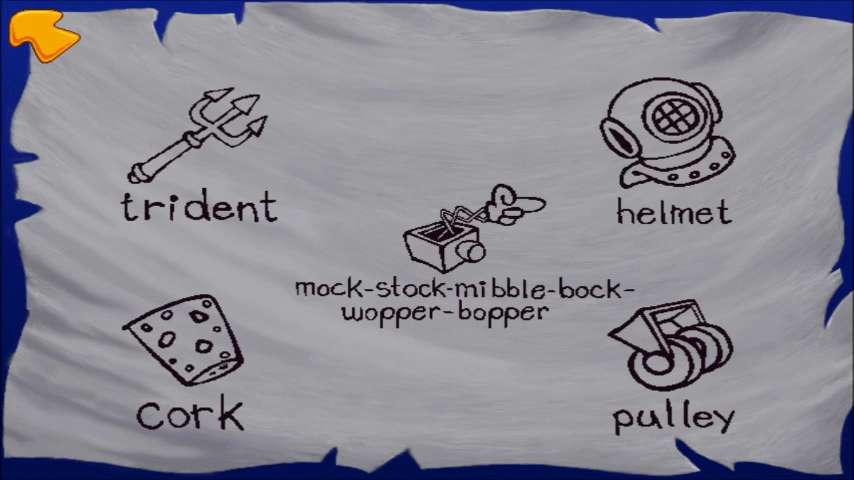 trident
helmet
mock-stock-mibble-bock-
wopper-bopper
cork
pulley